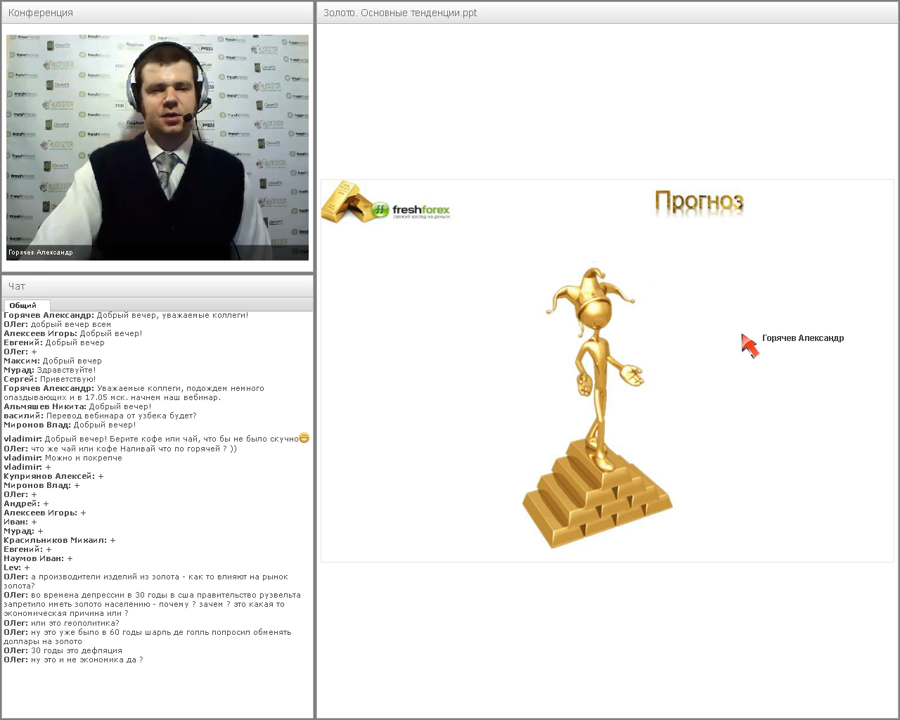 Конференция
Горячев Александр
Чат
Общий
Горячев Александр: Добрый вечер, уважаемые коллеги!
ОЛег: добрый вечер всем
Алексеев Игорь: Добрый вечер!
Евгений: Добрый вечер
ОЛег: +
Максим: Добрый вечер
Мурад: Здравствуйте!
Сергей: Приветствую!
Горячев Александр: Уважаемые коллеги, подождем немного
опаздывающих и в 17.05 мск. начнем наш вебинар.
Альмяшев Никита: Добрый вечер!
василий: Перевод вебинара от узбека будет?
Миронов Влад: Добрый вечер!
vladimir: Добрый вечер! Берите кофе или чай, что бы не было скучно
ОЛег: что же чай или кофе Наливай что по горячей ? ))
vladimir: Можно и покрепче
vladimir: +
Куприянов Алексей: +
Миронов Влад: +
ОЛег: +
Андрей: +
Алексеев Игорь: +
Иван: +
Мурад: +
Красильников Михаил: +
Евгений: +
Наумов Иван: +
Lev: +
ОЛег: а производители изделий из золота - как то влияют на рынок
золота?
ОЛег: во времена депрессии в 30 годы в сша правительство рузвельта
запретило иметь золото населению - почему ? зачем ? это какая то
экономическая причина или ?
ОЛег: или это геополитика?
ОЛег: ну это уже было в 60 годы шарль де голль попросил обменять
доллары на золото
ОЛег: 30 годы это дефляция
ОЛег: ну это и не экононика да ?
Золото. Основные тенденции.ppt
freshforex
свежий взгляд на деньги
Прогноз
Горячев Александр